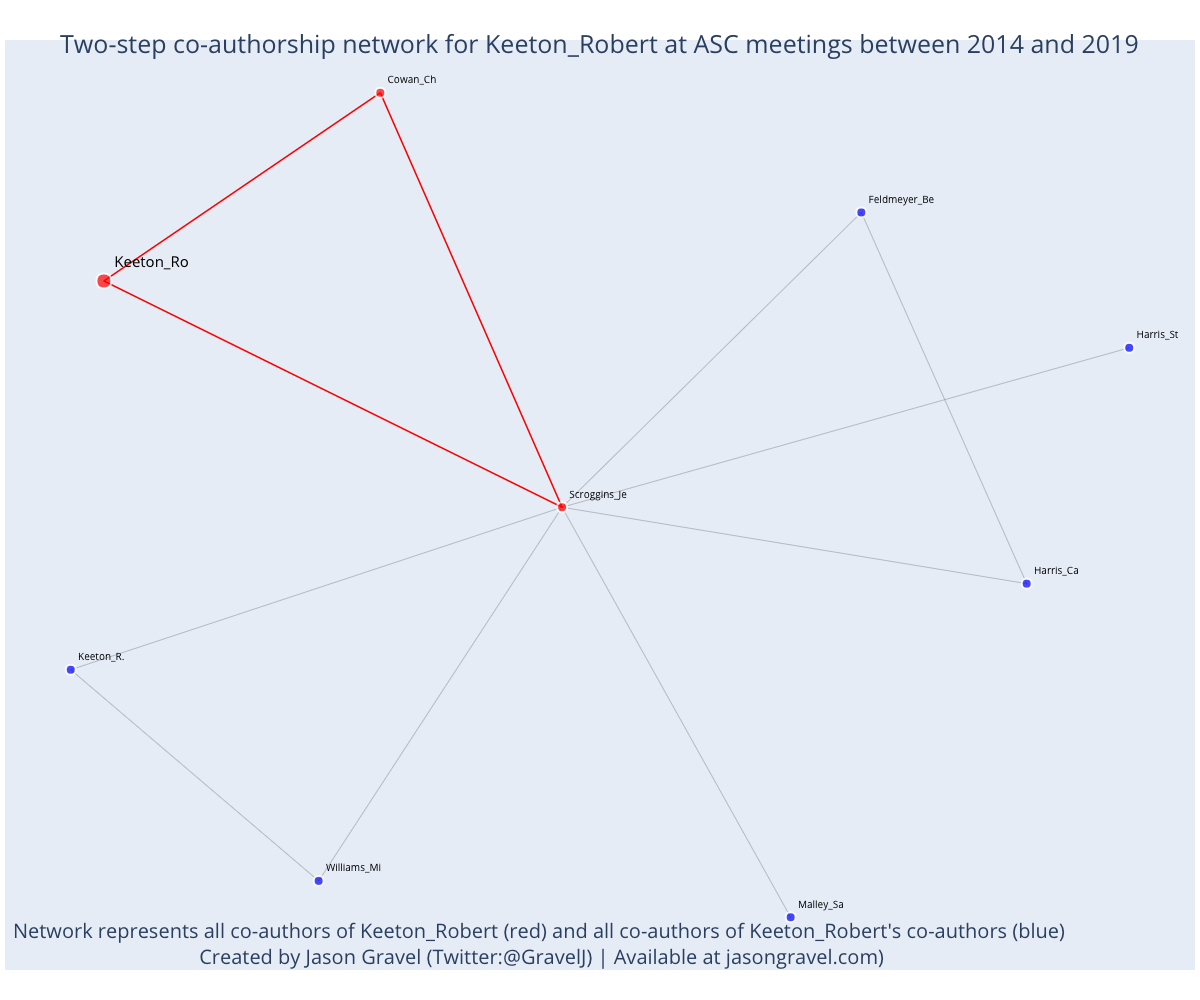 Two-step co-authorship network for Keeton_Robert at ASC meetings between 2014 and 2019
Cowan_Ch
Feldmeyer_Be
Keeton_Ro
Harris_St
Scroggins_Je
Harris_Ca
Keeton_R.
Williams_Mi
Malley_Sa
Network represents all co-authors of Keeton_Robert (red) and all co-authors of Keeton_Robert's co-authors (blue)
Created by Jason Gravel (Twitter:@GravelJ) | Available at jasongravel.com)